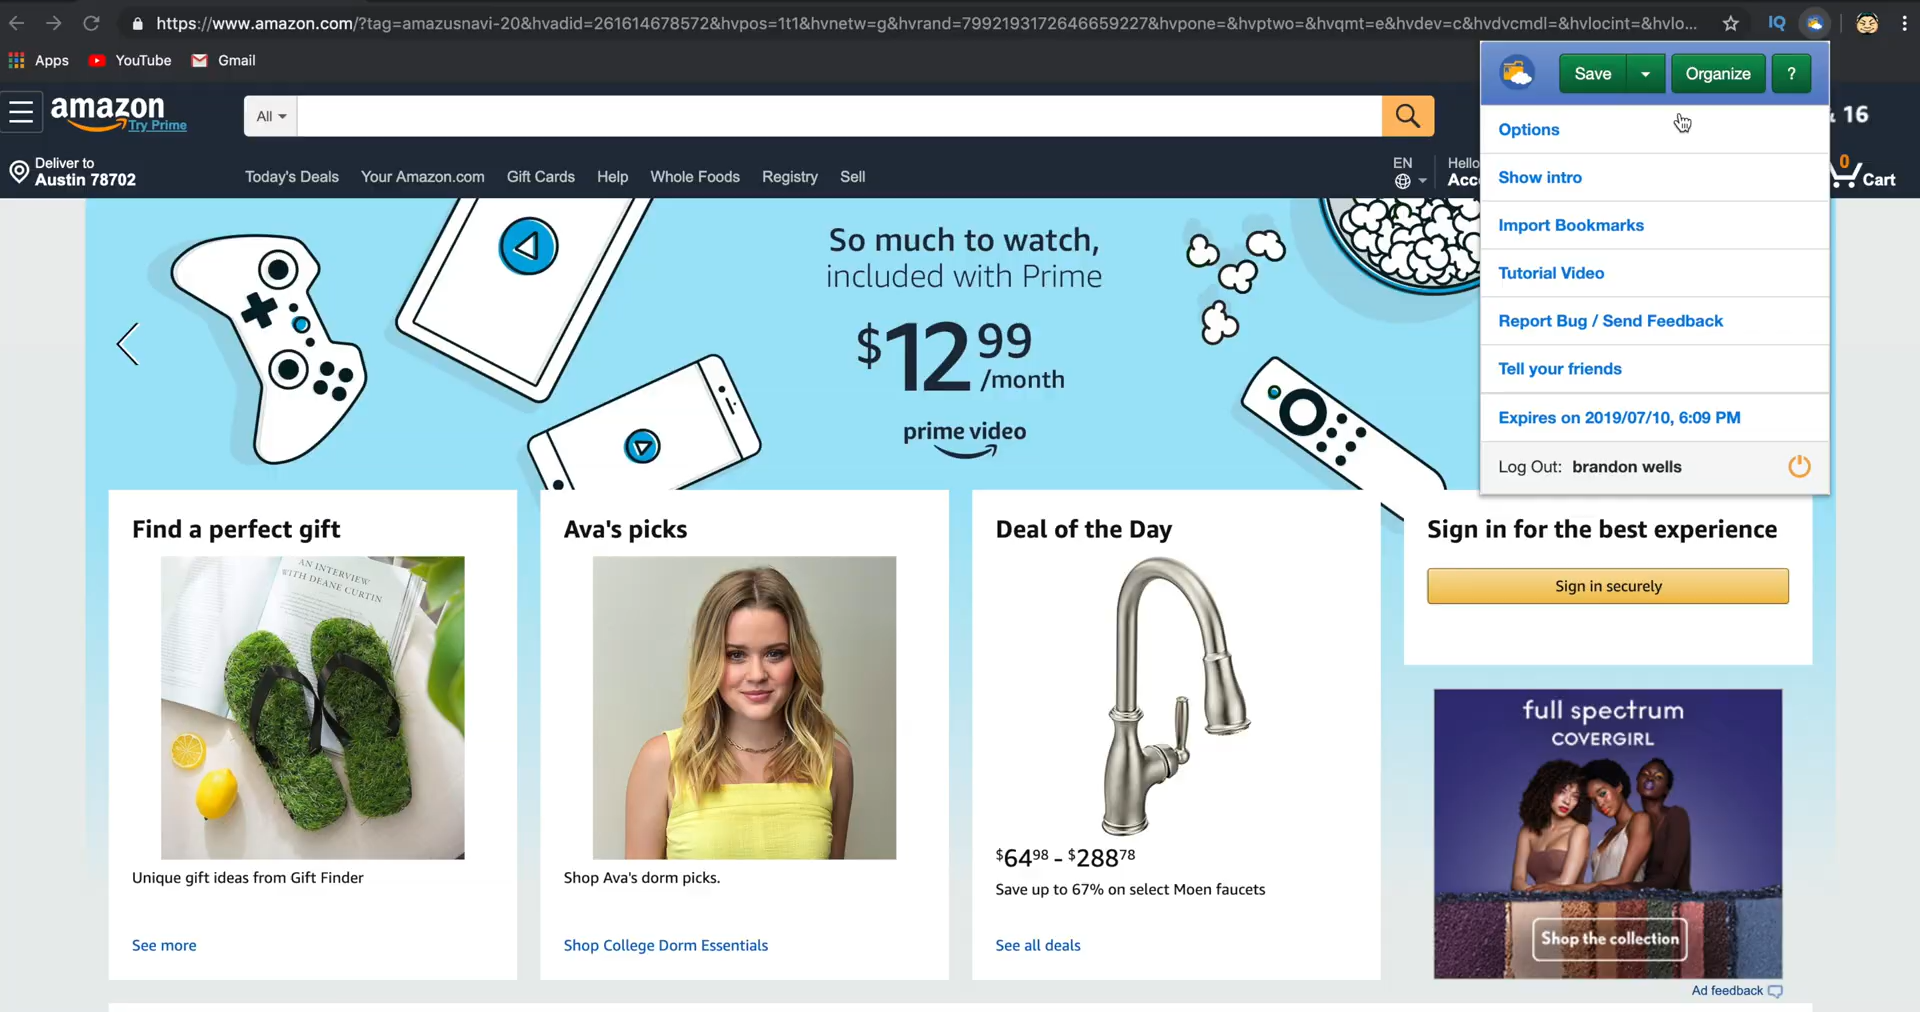 https://www.amazon.com/?tag=amazusnavi-20&hvadid=261614678572&hvpos=1t1&hvnetw=g&hvrand=7992193172646659227&hvpone=&hvptwo=&hvqmt=e&hvdev=c&hvdvcmdl=&hvlocint=&hvlo...
IQ
Apps
YouTube
Gmail
Save
Organize
?
Options
Show intro
Import Bookmarks
Tutorial Video
Report Bug / Send Feedback
Tell your friends
Expires on 2019/07/10, 6:09 PM
Log Out: brandon wells
amazon
Try Prime
All
16
Deliver to
Austin 78702
Today's Deals
Your Amazon.com
Gift Cards
Help
Whole Foods
Registry
Sell
EN
Hello
Acc
0
Cart
So much to watch,
included with Prime
$12 99
/month
prime video
Find a perfect gift
AN INTERVIEW
WITH DEANE CURTIN
Unique gift ideas from Gift Finder
See more
Ava's picks
Shop Ava's dorm picks.
Shop College Dorm Essentials
Deal of the Day
$6498 - $28878
Save up to 67% on select Moen faucets
See all deals
Sign in for the best experience
Sign in securely
full spectrum
COVERGIRL
Shop the collection
Ad feedback